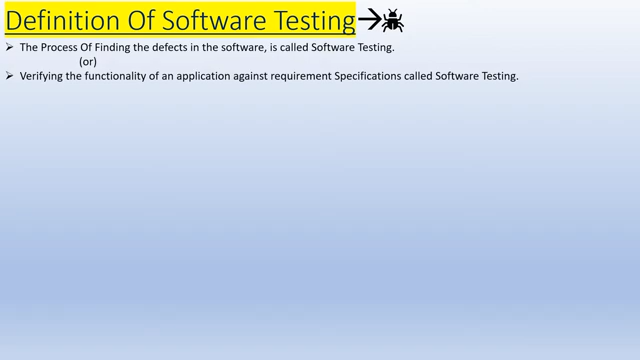 Definition Of Software Testing
The Process Of Finding the defects in the software, is called Software Testing.
(or)
Verifying the functionality of an application against requirement Specifications called Software Testing.